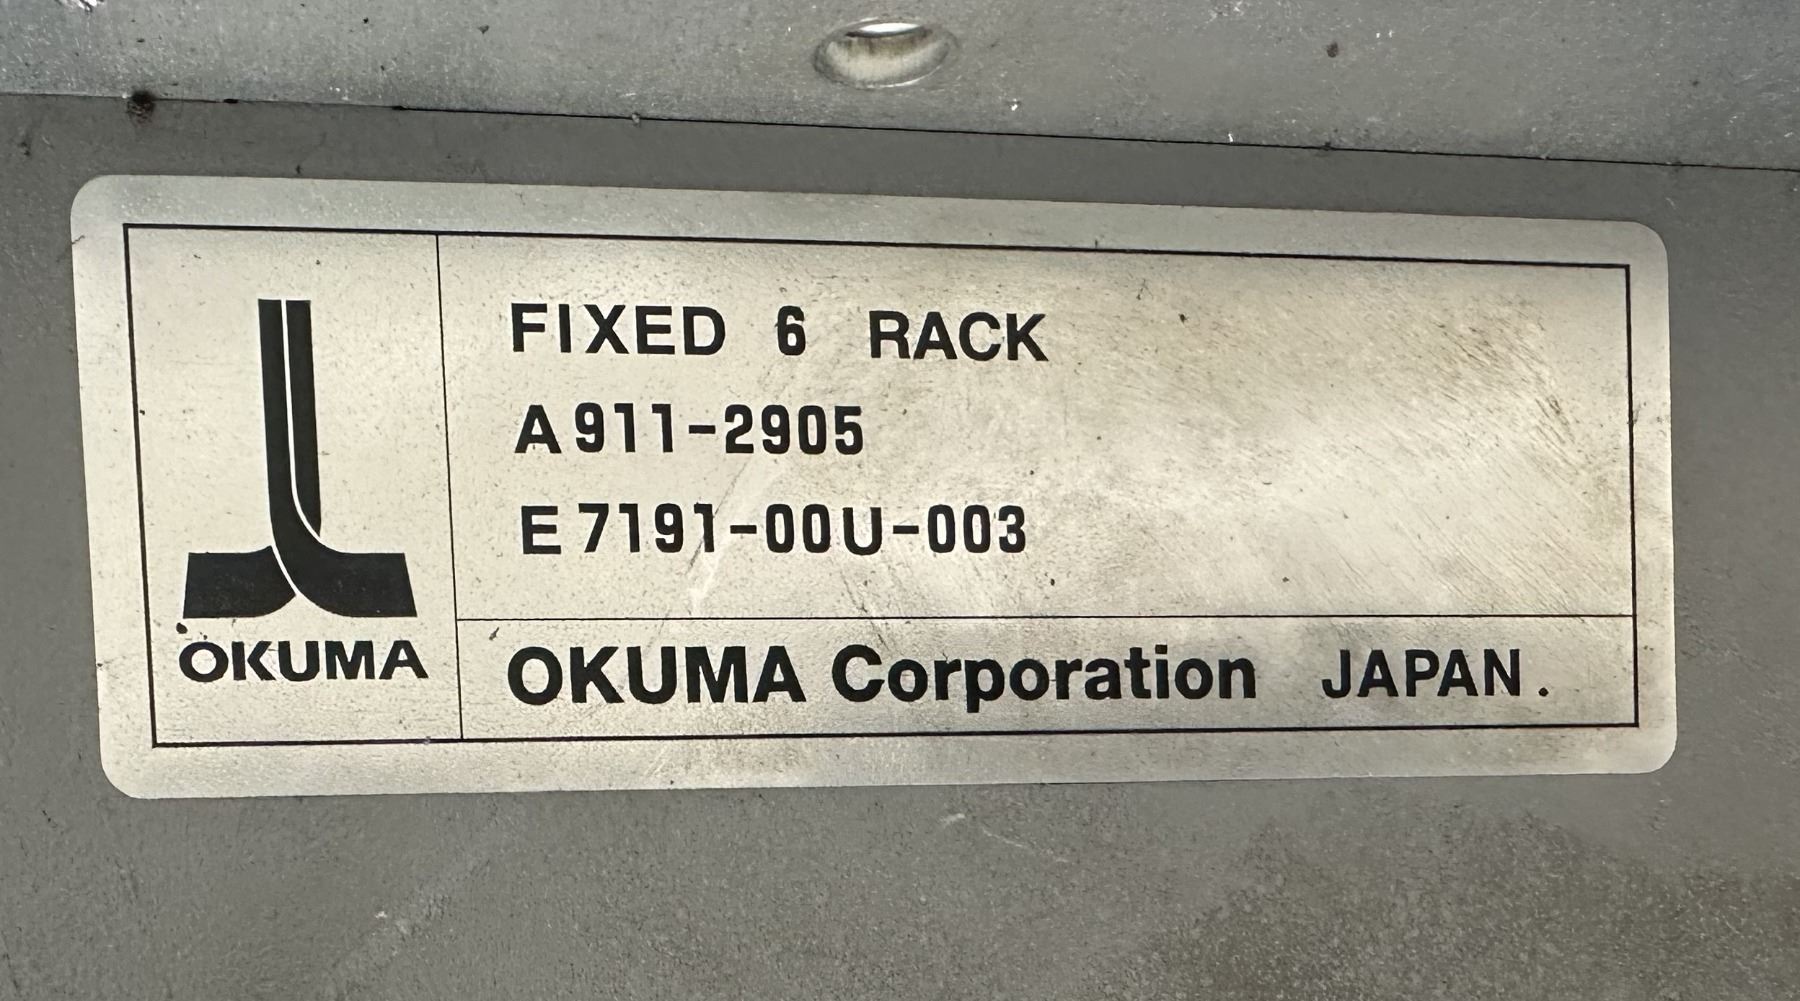 FIXED 6 RACK
A911-2905
E7191-00U-003
OKUMA
OKUMA Corporation JAPAN.